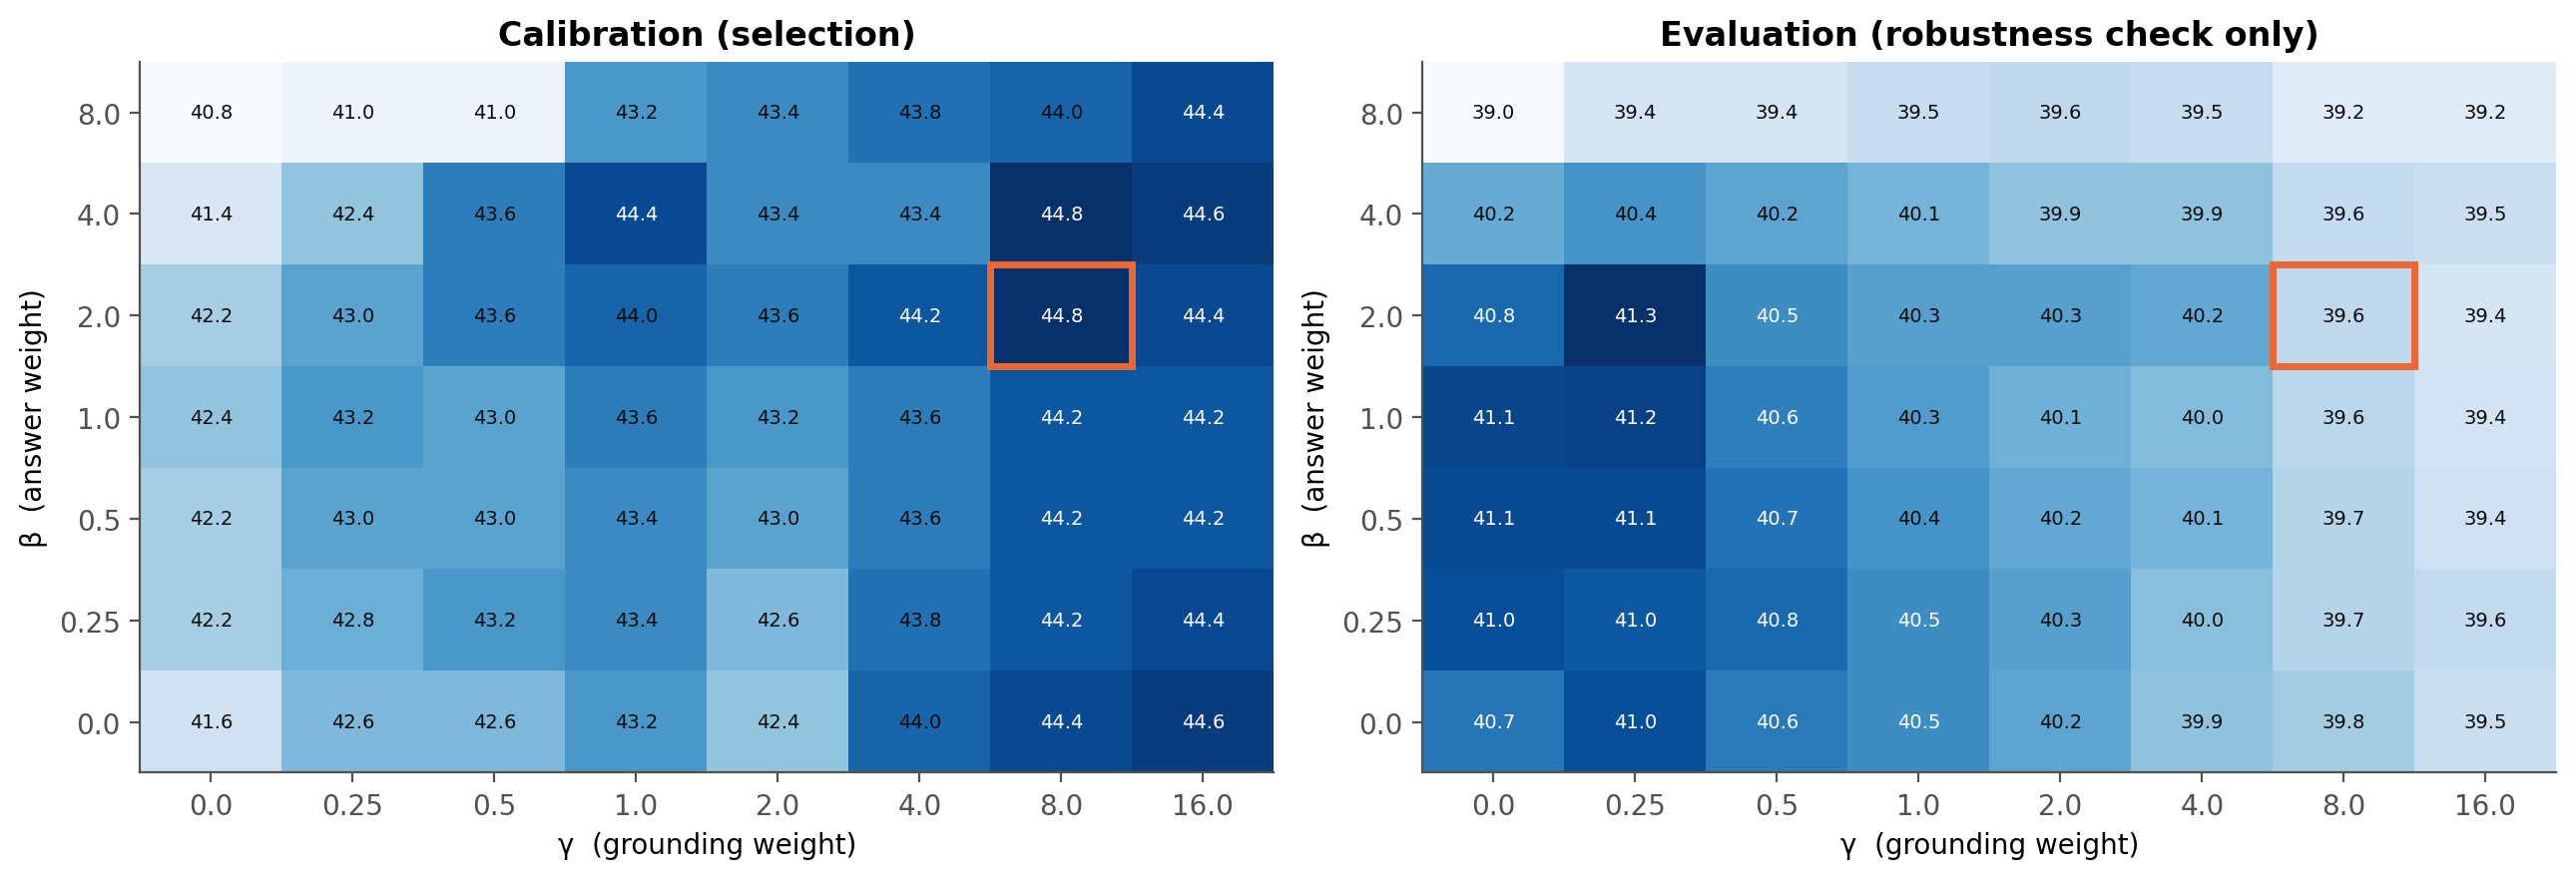 Calibration (selection)
β (answer weight)
8.0 40.8 41.0 41.0 43.2 43.4 43.8 44.0 44.4
4.0 41.4 42.4 43.6 44.4 43.4 43.4 44.8 44.6
2.0 42.2 43.0 43.6 44.0 43.6 44.2 44.8 44.4
1.0 42.4 43.2 43.0 43.6 43.2 43.6 44.2 44.2
0.5 42.2 43.0 43.0 43.4 43.0 43.6 44.2 44.2
0.25 42.2 42.8 43.2 43.4 42.6 43.8 44.2 44.4
0.0 41.6 42.6 42.6 43.2 42.4 44.0 44.4 44.6
0.0 0.25 0.5 1.0 2.0 4.0 8.0 16.0
γ (grounding weight)
Evaluation (robustness check only)
β (answer weight)
8.0 39.0 39.4 39.4 39.5 39.6 39.5 39.2 39.2
4.0 40.2 40.4 40.2 40.1 39.9 39.9 39.6 39.5
2.0 40.8 41.3 40.5 40.3 40.3 40.2 39.6 39.4
1.0 41.1 41.2 40.6 40.3 40.1 40.0 39.6 39.4
0.5 41.1 41.1 40.7 40.4 40.2 40.1 39.7 39.4
0.25 41.0 41.0 40.8 40.5 40.3 40.0 39.7 39.6
0.0 40.7 41.0 40.6 40.5 40.2 39.9 39.8 39.5
0.0 0.25 0.5 1.0 2.0 4.0 8.0 16.0
γ (grounding weight)